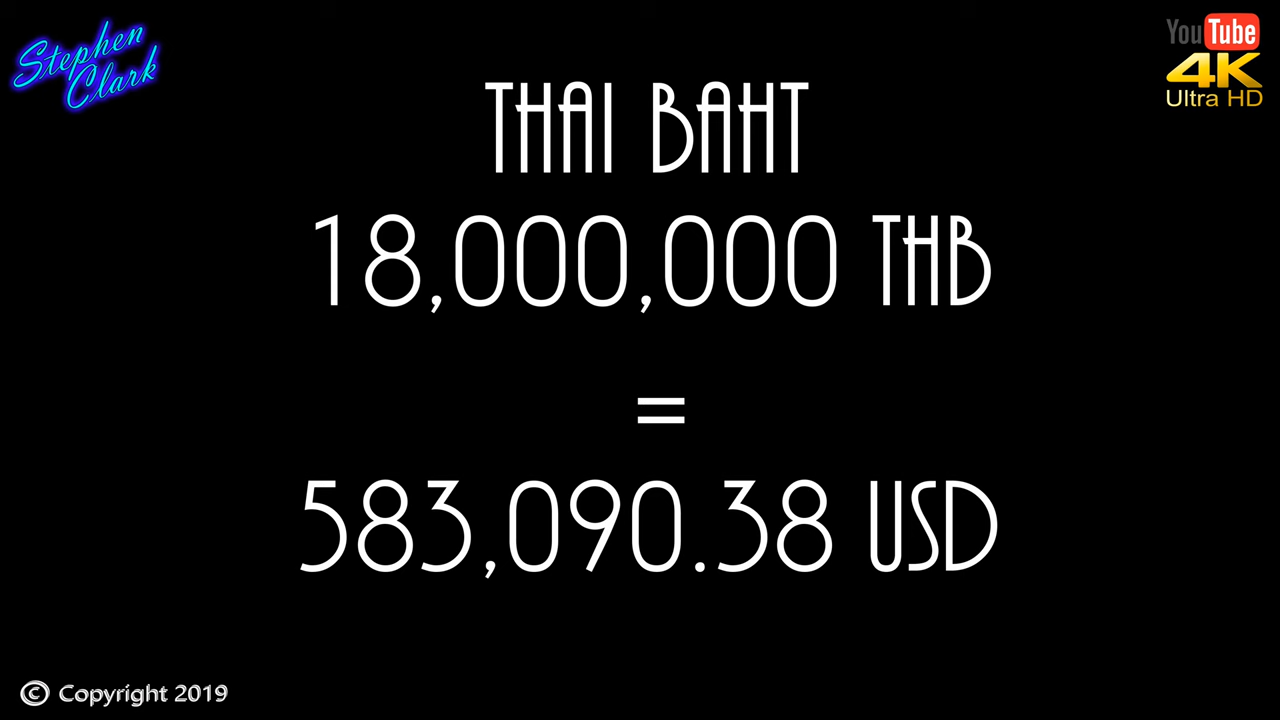 Stephen
Clark
YouTube
4K
Ultra HD
THAI BAHT
18,000,000 THB
=
583,090.38 USD
© Copyright 2019